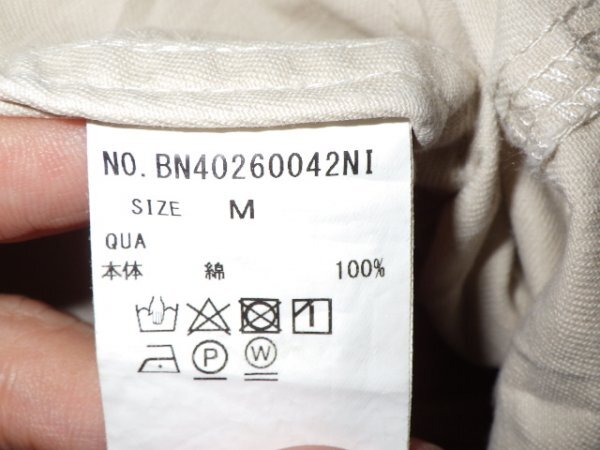 NO. BN40260042NI
SIZE M
QUA
本体 綿 100%
P W